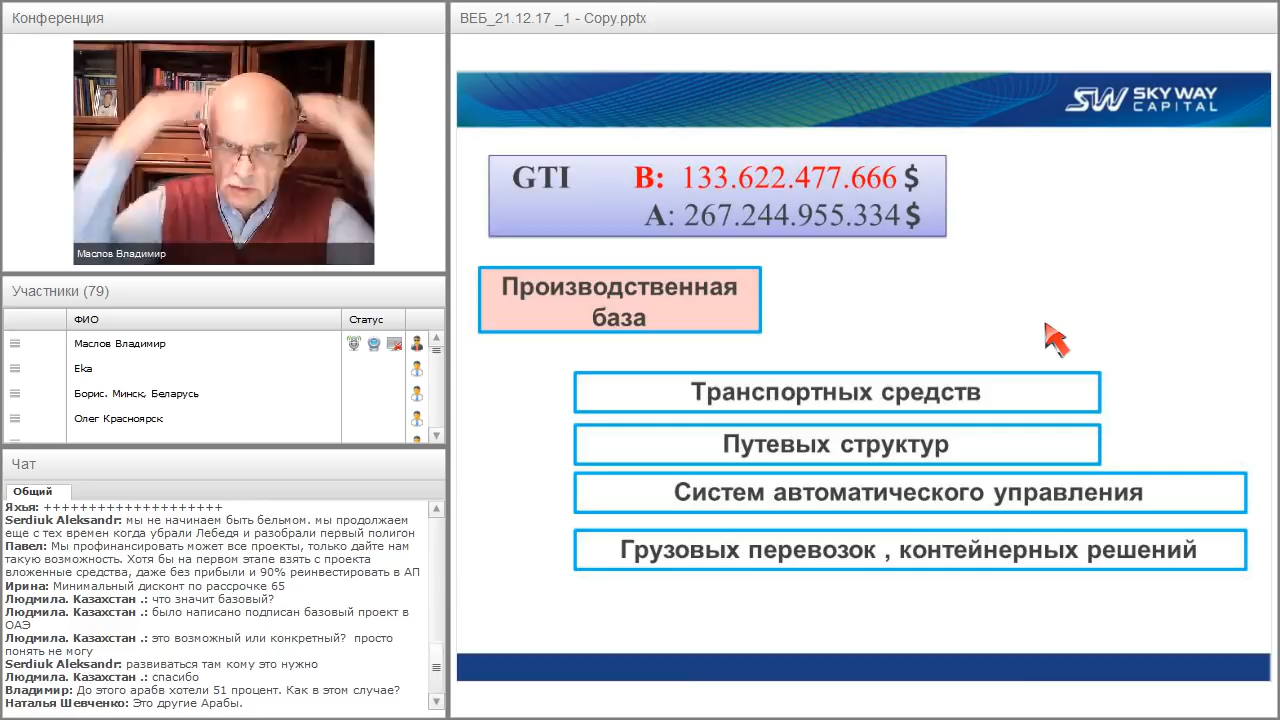 Конференция
Маслов Владимир
Участники (79)
ФИО
Статус
Маслов Владимир
Eka
Борис. Минск, Беларусь
Олег Красноярск
Чат
Общий
Яхья: ++++++++++++++++++++
Serdiuk Aleksandr: мы не начинаем быть бельмом. мы продолжаем
еще с тех времен когда убрали Лебедя и разобрали первый полигон
Павел: Мы профинансировать может все проекты, только дайте нам
такую возможность. Хотя бы на первом этапе взять с проекта
вложенные средства, даже без прибыли и 90% реинвестировать в АП
Ирина: Минимальный дисконт по рассрочке 65
Людмила. Казахстан .: что значит базовый?
Людмила. Казахстан .: было написано подписан базовый проект в
ОАЭ
Людмила. Казахстан .: это возможный или конкретный? просто
понять не могу
Serdiuk Aleksandr: развиваться там кому это нужно
Людмила. Казахстан .: спасибо
Владимир: До этого арабв хотели 51 процент. Как в этом случае?
Наталья Шевченко: Это другие Арабы.
ВЕБ_21.12.17 _1 - Copy.pptx
SW SKY WAY
CAPITAL
GTI B: 133.622.477.666 $
A: 267.244.955.334 $
Производственная
база
Транспортных средств
Путевых структур
Систем автоматического управления
Грузовых перевозок , контейнерных решений